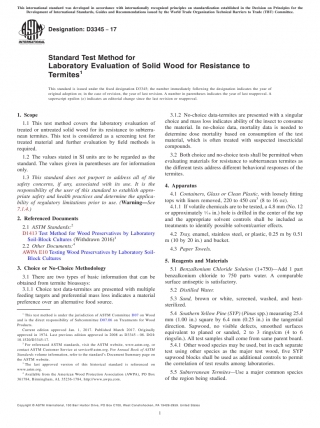 This international standard was developed in accordance with internationally recognized principles on standardization established in the Decision on Principles for the
Development of International Standards, Guides and Recommendations issued by the World Trade Organization Technical Barriers to Trade (TBT) Committee.
Designation: D3345 − 17
INTERNATIONAL
Standard Test Method for
Laboratory Evaluation of Solid Wood for Resistance to
Termites¹
This standard is issued under the fixed designation D3345; the number immediately following the designation indicates the year of
original adoption or, in the case of revision, the year of last revision. A number in parentheses indicates the year of last reapproval. A
superscript epsilon (ε) indicates an editorial change since the last revision or reapproval.
1. Scope
1.1 This test method covers the laboratory evaluation of
treated or untreated solid wood for its resistance to subterra-
nean termites. This test is considered as a screening test for
treated material and further evaluation by field methods is
required.
1.2 The values stated in SI units are to be regarded as the
standard. The values given in parentheses are for information
only.
1.3 This standard does not purport to address all of the
safety concerns, if any, associated with its use. It is the
responsibility of the user of this standard to establish appro-
priate safety and health practices and determine the applica-
bility of regulatory limitations prior to use. (Warning—See
7.1.4.)
2. Referenced Documents
2.1 ASTM Standards:²
D1413 Test Method for Wood Preservatives by Laboratory
Soil-Block Cultures (Withdrawn 2016)³
2.2 Other Documents:⁴
AWPA E10 Testing Wood Preservatives by Laboratory Soil-
Block Cultures
3. Choice or No-Choice Methodology
3.1 There are two types of basic information that can be
obtained from termite bioassays:
3.1.1 Choice test data-termites are presented with multiple
feeding targets and preferential mass loss indicates a material
preference over an alternative food source.
¹ This test method is under the jurisdiction of ASTM Committee D07 on Wood
and is the direct responsibility of Subcommittee D07.06 on Treatments for Wood
Products.
Current edition approved Jan. 1, 2017. Published March 2017. Originally
approved in 1974. Last previous edition approved in 2008 as D3345 – 08. DOI:
10.1520/D3345-17.
² For referenced ASTM standards, visit the ASTM website, www.astm.org, or
contact ASTM Customer Service at service@astm.org. For Annual Book of ASTM
Standards volume information, refer to the standard's Document Summary page on
the ASTM website.
³ The last approved version of this historical standard is referenced on
www.astm.org.
⁴ Available from the American Wood Protection Association (AWPA), PO Box
361784, Birmingham, AL 35236-1784, http://www.awpa.com.
3.1.2 No-choice data-termites are presented with a singular
choice and mass loss indicates ability of the insect to consume
the material. In no-choice data, mortality data is needed to
determine dose mortality based on consumption of the test
material, which is often treated with suspected insecticidal
compounds.
3.2 Both choice and no-choice tests shall be permitted when
evaluating materials for resistance to subterranean termites as
the different tests address different behavioral responses of the
termites.
4. Apparatus
4.1 Containers, Glass or Clear Plastic, with loosely fitting
tops with liners removed, 220 to 450 cm³ (8 to 16 oz).
4.1.1 If volatile chemicals are to be tested, a 4.8 mm (No. 12
or approximately 3⁄16 in.) hole is drilled in the center of the top
and the appropriate solvent controls shall be included as
treatments to identify possible solvent/carrier effects.
4.2 Tray, enamel, stainless steel, or plastic, 0.25 m by 0.51
m (10 by 20 in.) and bucket.
4.3 Paper Towels.
5. Reagents and Materials
5.1 Benzalkonium Chloride Solution (1+750)—Add 1 part
benzalkonium chloride to 750 parts water. A comparable
surface antiseptic is satisfactory.
5.2 Distilled Water.
5.3 Sand, brown or white, screened, washed, and heat-
sterilized.
5.4 Southern Yellow Pine (SYP) (Pinus spp.) measuring 25.4
mm (1.00 in.) square by 6.4 mm (0.25 in.) in the tangential
direction. Sapwood, no visible defects, smoothed surfaces
equivalent to planed or sanded, 2 to 3 rings/cm (4 to 6
rings/in.). All test samples shall come from same parent board.
5.4.1 Other wood species may be used, but in each separate
test using other species as the major test wood, five SYP
sapwood blocks shall be used as additional controls to permit
the correlation of test results among laboratories.
5.5 Subterranean Termites—Use a major common species
of the region being studied.
Copyright © ASTM International, 100 Barr Harbor Drive, PO Box C700, West Conshohocken, PA 19428-2959. United States
1